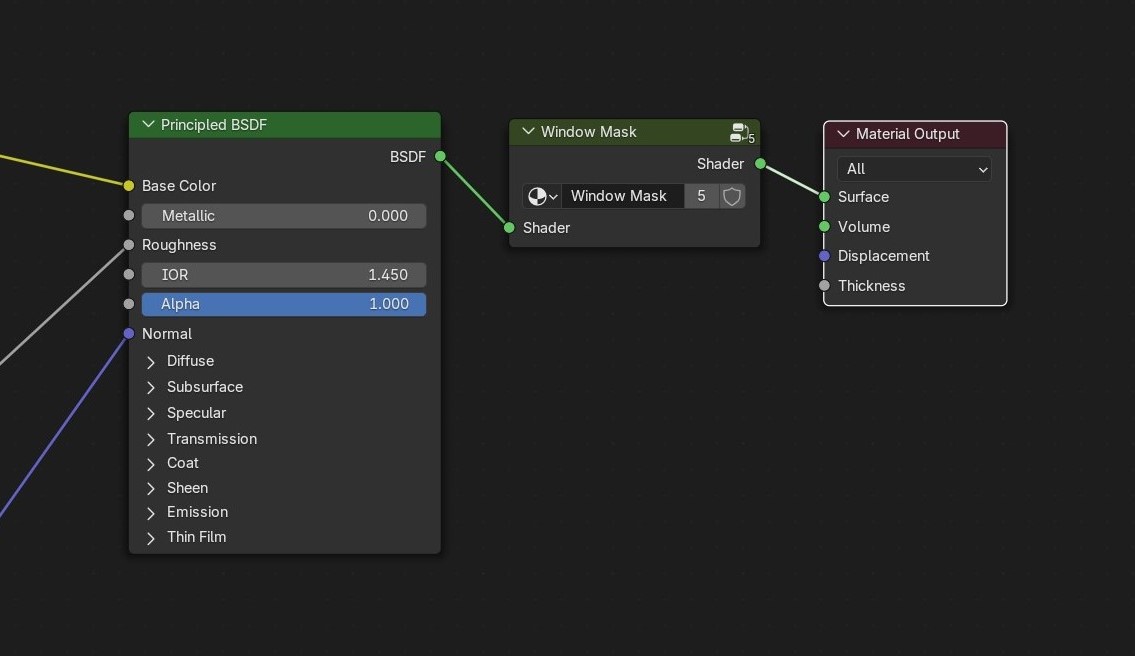 Principled BSDF
BSDF
Base Color
Metallic 0.000
Roughness
IOR 1.450
Alpha 1.000
Normal
Diffuse
Subsurface
Specular
Transmission
Coat
Sheen
Emission
Thin Film
Window Mask 5
Shader
Window Mask 5
Shader
Material Output
All
Surface
Volume
Displacement
Thickness